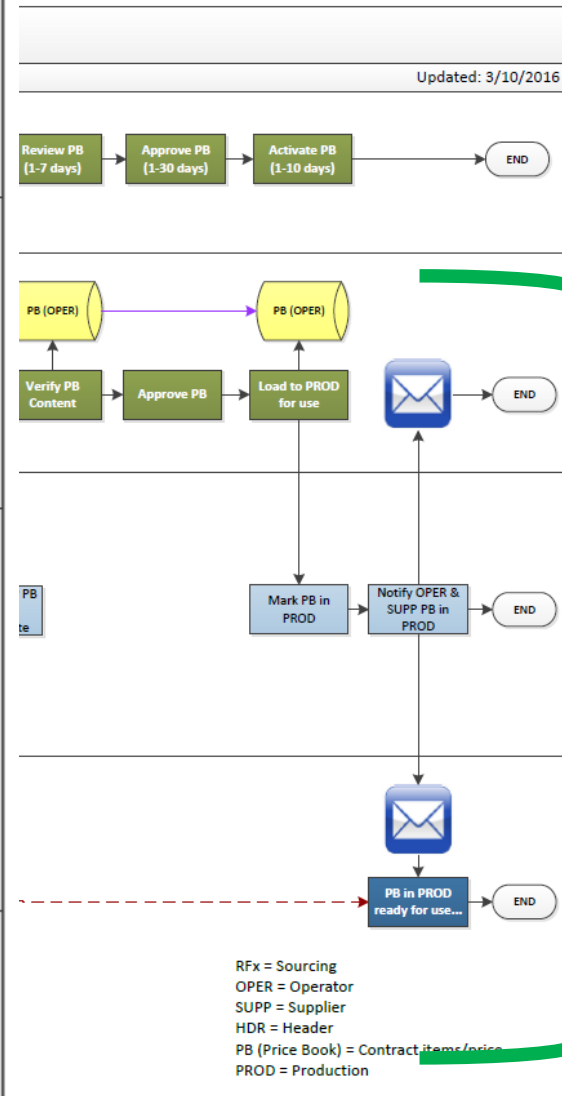 Updated: 3/10/2016
Review PB
(1-7 days)
Approve PB
(1-30 days)
Activate PB
(1-10 days)
END
PB (OPER)
PB (OPER)
Verify PB
Content
Approve PB
Load to PROD
for use
END
PB
te
Mark PB in
PROD
Notify OPER &
SUPP PB in
PROD
END
PB in PROD
ready for use...
END
RFx = Sourcing
OPER = Operator
SUPP = Supplier
HDR = Header
PB (Price Book) = Contract items/price
PROD = Production